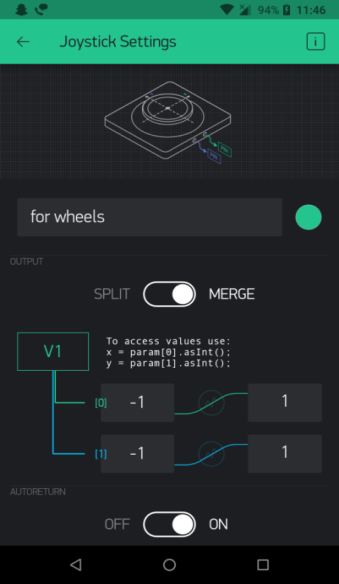 94% 11:46
Joystick Settings
for wheels
OUTPUT
SPLIT MERGE
V1
To access values use:
x = param[0].asInt();
y = param[1].asInt();
[0] -1 1
[1] -1 1
AUTORETURN
OFF ON